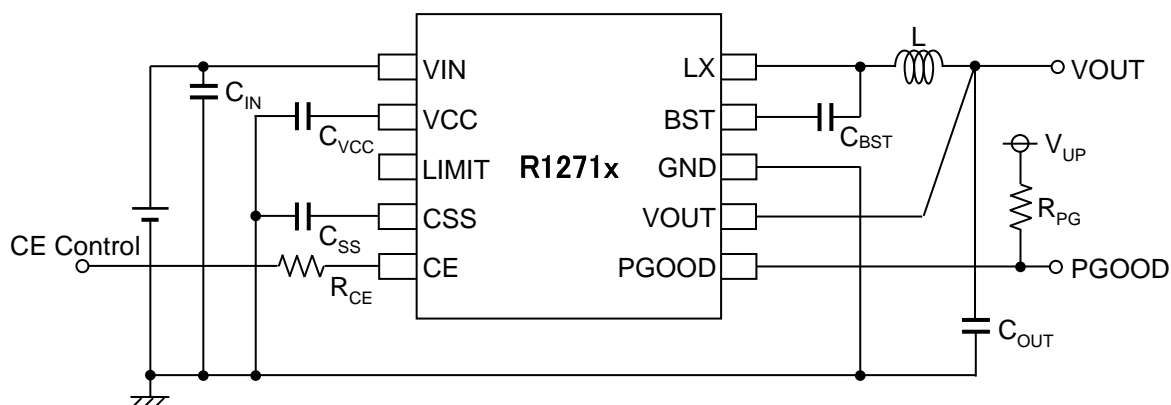 L
VIN
LX
VOUT
C_IN
VCC
BST
C_VCC
C_BST
LIMIT
R1271x
GND
V_UP
CSS
VOUT
R_PG
C_SS
CE Control
CE
PGOOD
PGOOD
R_CE
C_OUT